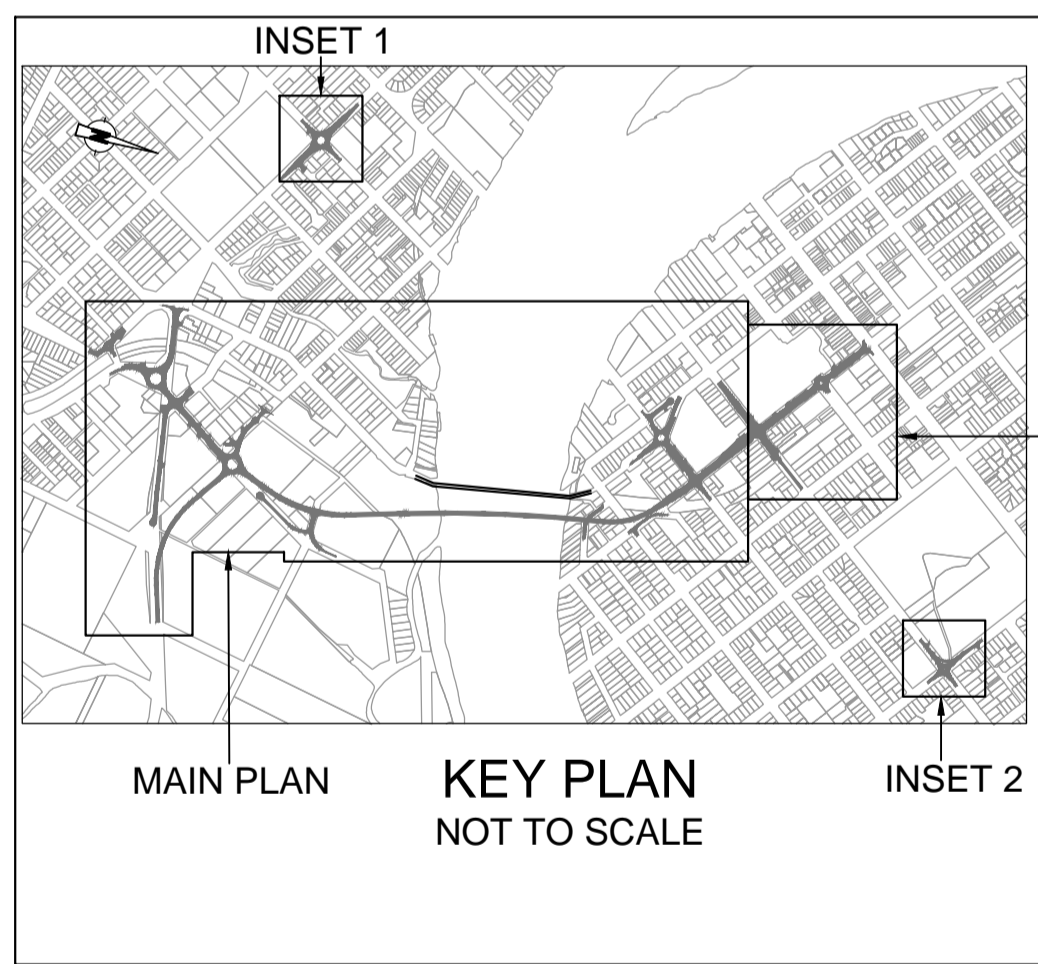 INSET 1
N
MAIN PLAN
KEY PLAN
NOT TO SCALE
INSET 2